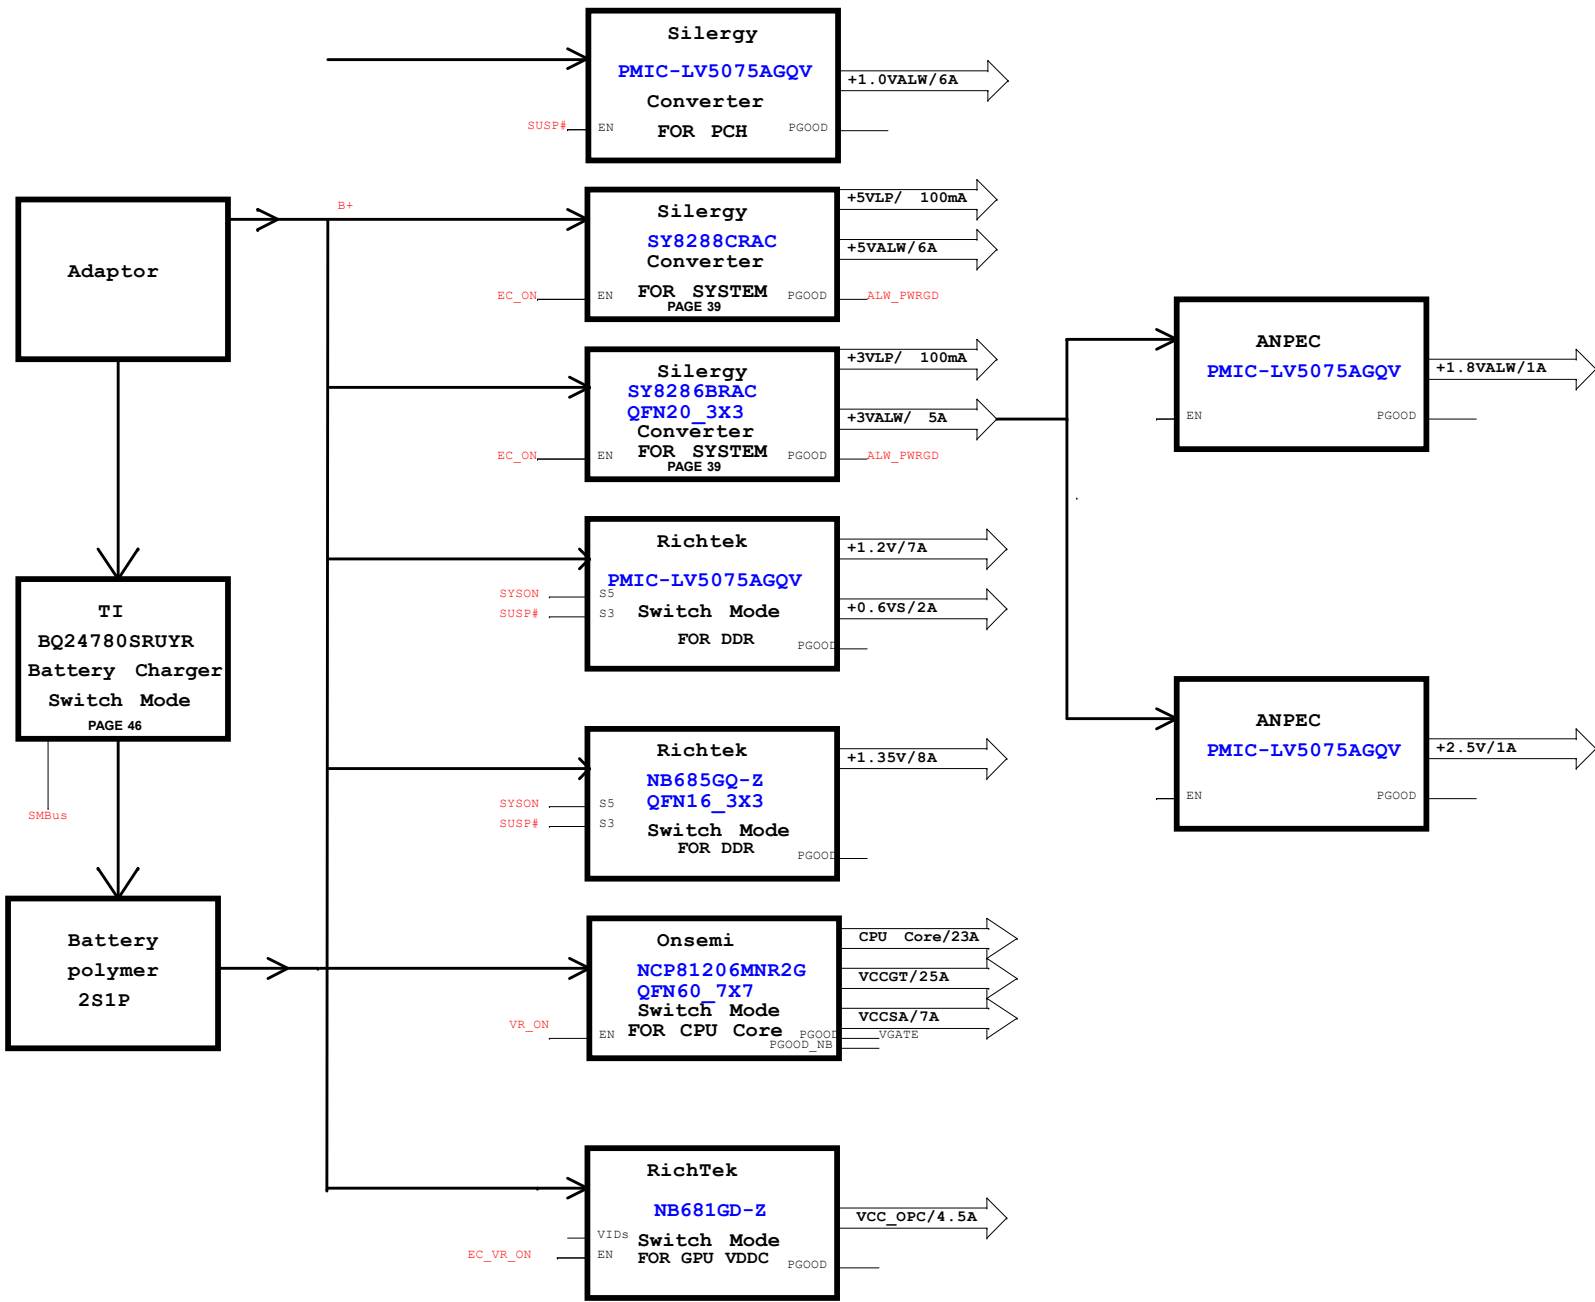 Silergy
PMIC-LV5075AGQV
Converter
FOR PCH
SUSP#
EN
PGOOD
+1.0VALW/6A
Adaptor
B+
Silergy
SY8288CRAC
Converter
FOR SYSTEM
PAGE 39
EC_ON
EN
PGOOD
ALW_PWRGD
+5VLP/ 100mA
+5VALW/6A
Silergy
SY8286BRAC
QFN20_3X3
Converter
FOR SYSTEM
PAGE 39
EC_ON
EN
PGOOD
ALW_PWRGD
+3VLP/ 100mA
+3VALW/ 5A
ANPEC
PMIC-LV5075AGQV
EN
PGOOD
+1.8VALW/1A
Richtek
PMIC-LV5075AGQV
Switch Mode
FOR DDR
SYSON
S5
SUSP#
S3
PGOOD
+1.2V/7A
+0.6VS/2A
TI
BQ24780SRUYR
Battery Charger
Switch Mode
PAGE 46
SMBus
Richtek
NB685GQ-Z
QFN16_3X3
Switch Mode
FOR DDR
SYSON
S5
SUSP#
S3
PGOOD
+1.35V/8A
ANPEC
PMIC-LV5075AGQV
EN
PGOOD
+2.5V/1A
Battery
polymer
2S1P
Onsemi
NCP81206MNR2G
QFN60_7X7
Switch Mode
FOR CPU Core
VR_ON
EN
PGOOD
VGATE
PGOOD_NB
CPU Core/23A
VCCGT/25A
VCCSA/7A
RichTek
NB681GD-Z
Switch Mode
FOR GPU VDDC
VIDs
EC_VR_ON
EN
PGOOD
VCC_OPC/4.5A